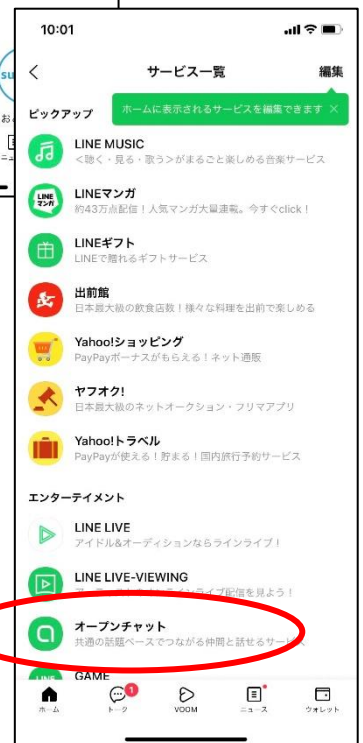 10:01
サービス一覧
編集
ピックアップ
ホームに表示されるサービスを編集できます ×
LINE MUSIC
<聴く・見る・歌う>がまるごと楽しめる音楽サービス
LINE
マンガ
LINEマンガ
約43万点配信！人気マンガ大量連載。今すぐclick！
LINEギフト
LINEで贈れるギフトサービス
出前館
日本最大級の飲食店数！様々な料理を出前で楽しめる
Yahoo!ショッピング
PayPayボーナスがもらえる！ネット通販
ヤフオク!
日本最大級のネットオークション・フリマアプリ
Yahoo!トラベル
PayPayが使える！貯まる！国内旅行予約サービス
エンターテイメント
LINE LIVE
アイドル&オーディションならラインライブ！
LINE LIVE-VIEWING
オープンチャット
共通の話題ベースでつながる仲間と話せるサービス
LINE
GAME
1
ホーム
トーク
VOOM
ニュース
ウォレット